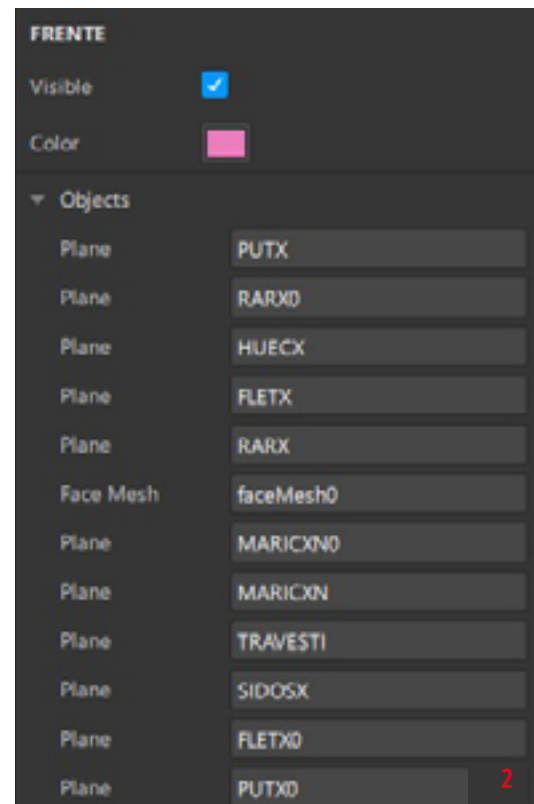 FRENTE
Visible
Color
Objects
Plane PUTX
Plane RARX0
Plane HUECX
Plane FLETX
Plane RARX
Face Mesh faceMesh0
Plane MARICXN0
Plane MARICXN
Plane TRAVESTI
Plane SIDOSX
Plane FLETX0
Plane PUTX0
2